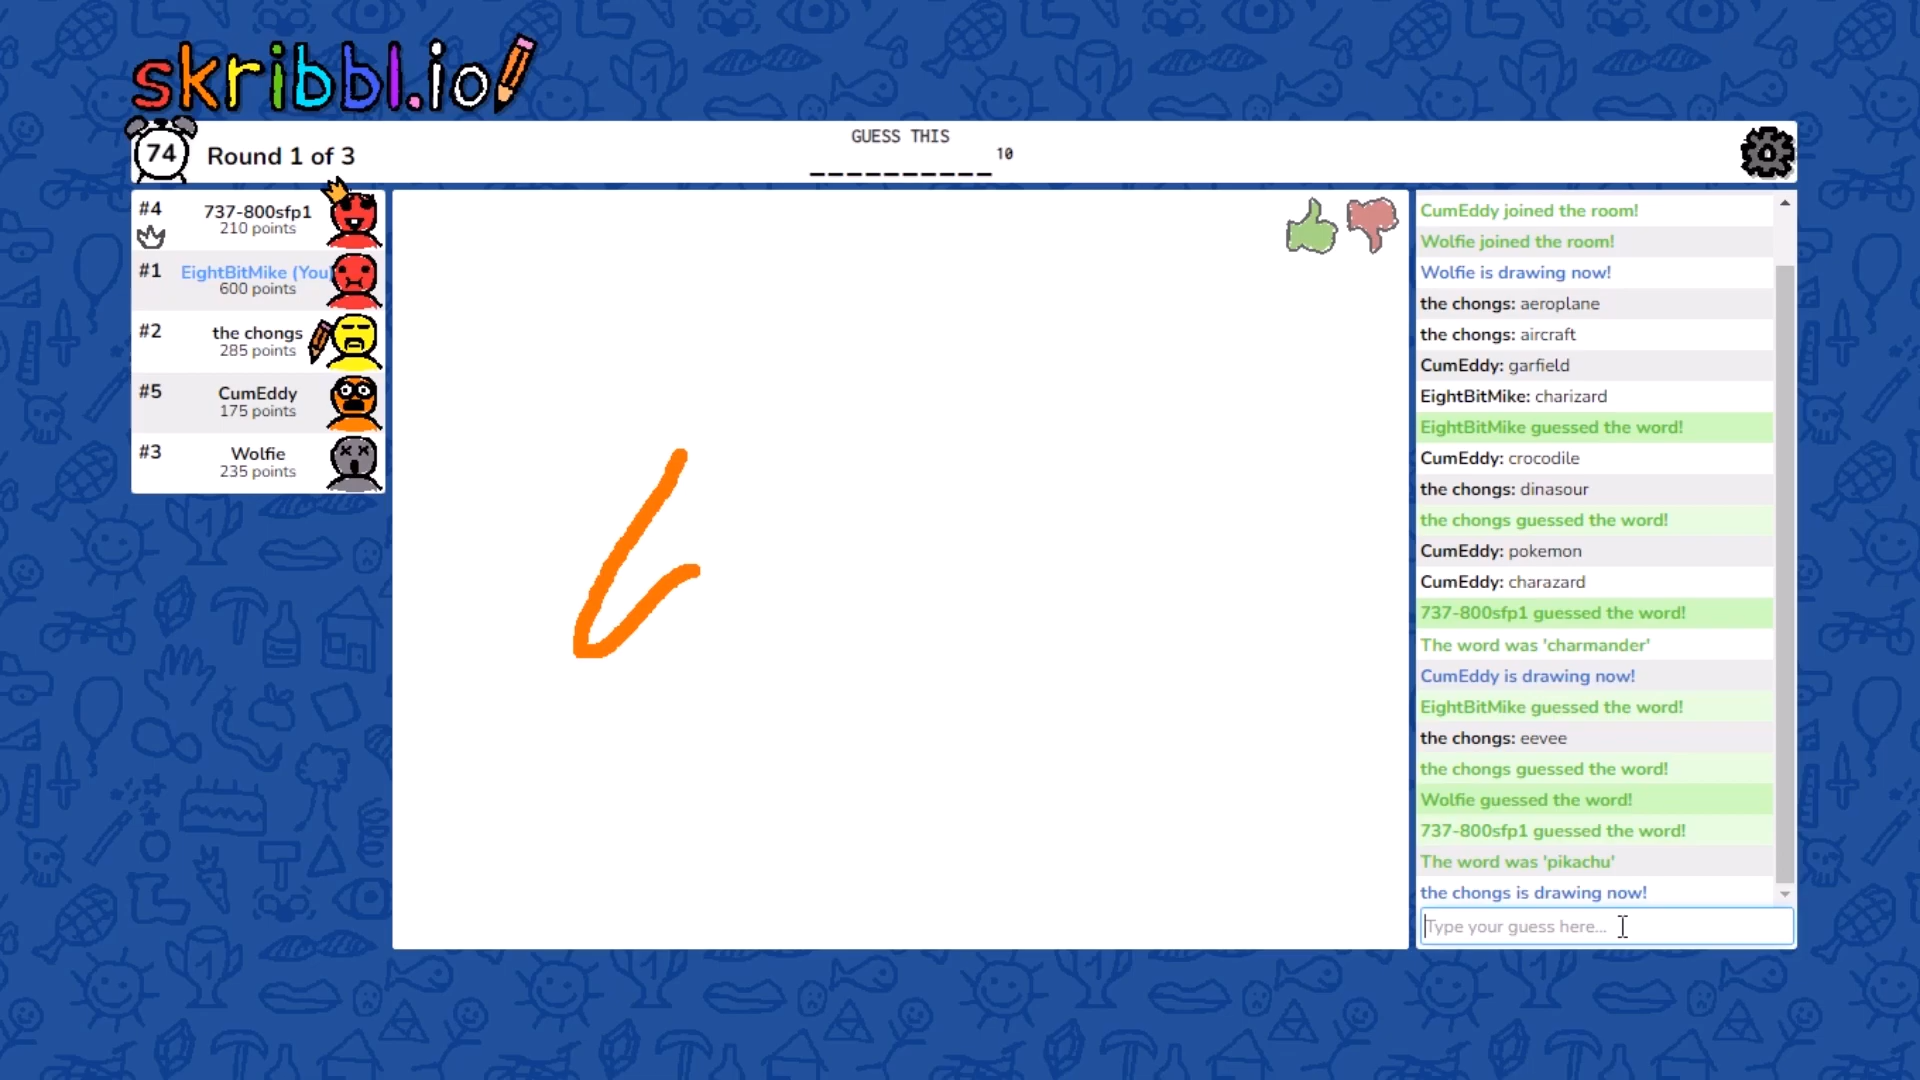 skribbl.io
74
Round 1 of 3
GUESS THIS
__________ 10
#4
737-800sfp1
210 points
#1
EightBitMike (You)
600 points
#2
the chongs
285 points
#5
CumEddy
175 points
#3
Wolfie
235 points
CumEddy joined the room!
Wolfie joined the room!
Wolfie is drawing now!
the chongs: aeroplane
the chongs: aircraft
CumEddy: garfield
EightBitMike: charizard
EightBitMike guessed the word!
CumEddy: crocodile
the chongs: dinasour
the chongs guessed the word!
CumEddy: pokemon
CumEddy: charazard
737-800sfp1 guessed the word!
The word was 'charmander'
CumEddy is drawing now!
EightBitMike guessed the word!
the chongs: eevee
the chongs guessed the word!
Wolfie guessed the word!
737-800sfp1 guessed the word!
The word was 'pikachu'
the chongs is drawing now!
Type your guess here...